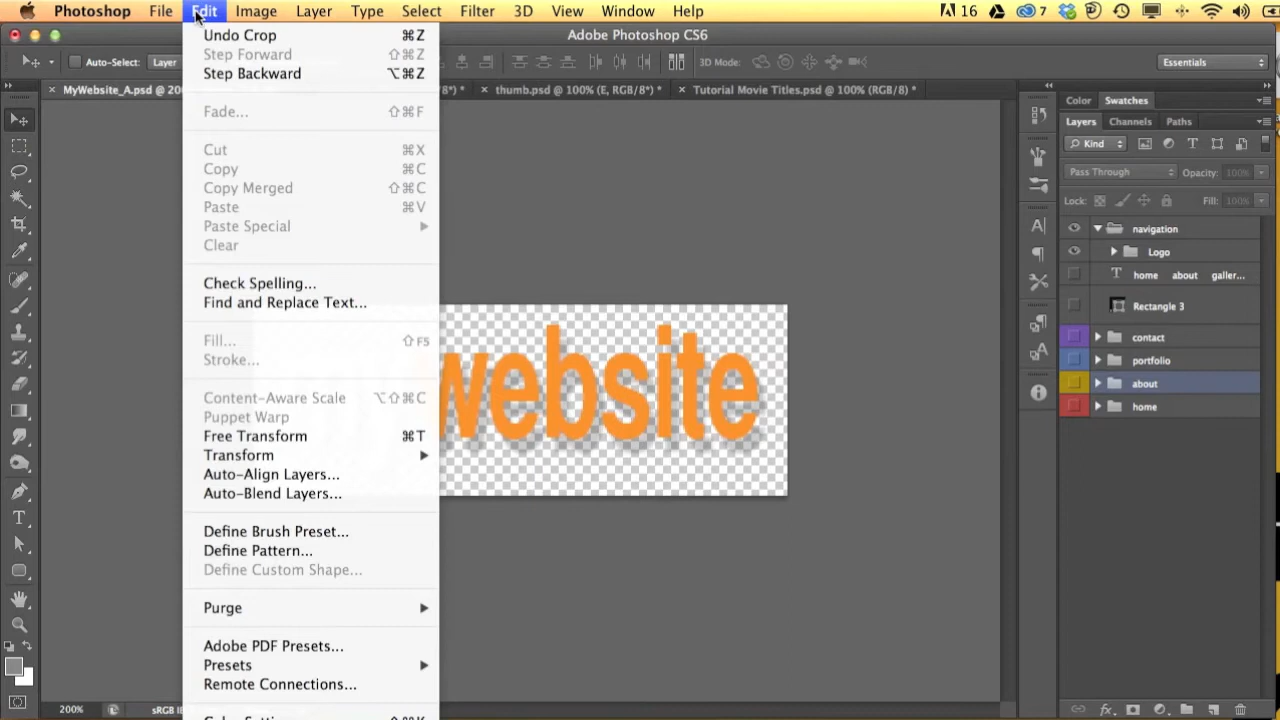 Photoshop File Edit Image Layer Type Select Filter 3D View Window Help 16 7
Adobe Photoshop CS6
Auto-Select: Layer 3D Mode: Essentials
MyWebsite_A.psd @ 200 *) * thumb.psd @ 100% (E, RGB/8*) * Tutorial Movie Titles.psd @ 100% (RGB/8) *
Undo Crop ⌘Z
Step Forward ⇧⌘Z
Step Backward ⌥⌘Z
Fade... ⇧⌘F
Cut ⌘X
Copy ⌘C
Copy Merged ⇧⌘C
Paste ⌘V
Paste Special
Clear
Check Spelling...
Find and Replace Text...
Fill... ⇧F5
Stroke...
Content-Aware Scale ⌥⇧⌘C
Puppet Warp
Free Transform ⌘T
Transform
Auto-Align Layers...
Auto-Blend Layers...
Define Brush Preset...
Define Pattern...
Define Custom Shape...
Purge
Adobe PDF Presets...
Presets
Remote Connections...
website
Color Swatches
Layers Channels Paths
Kind
Pass Through Opacity: 100%
Lock: Fill: 100%
navigation
Logo
home about galler...
Rectangle 3
contact
portfolio
about
home
200% sRGB